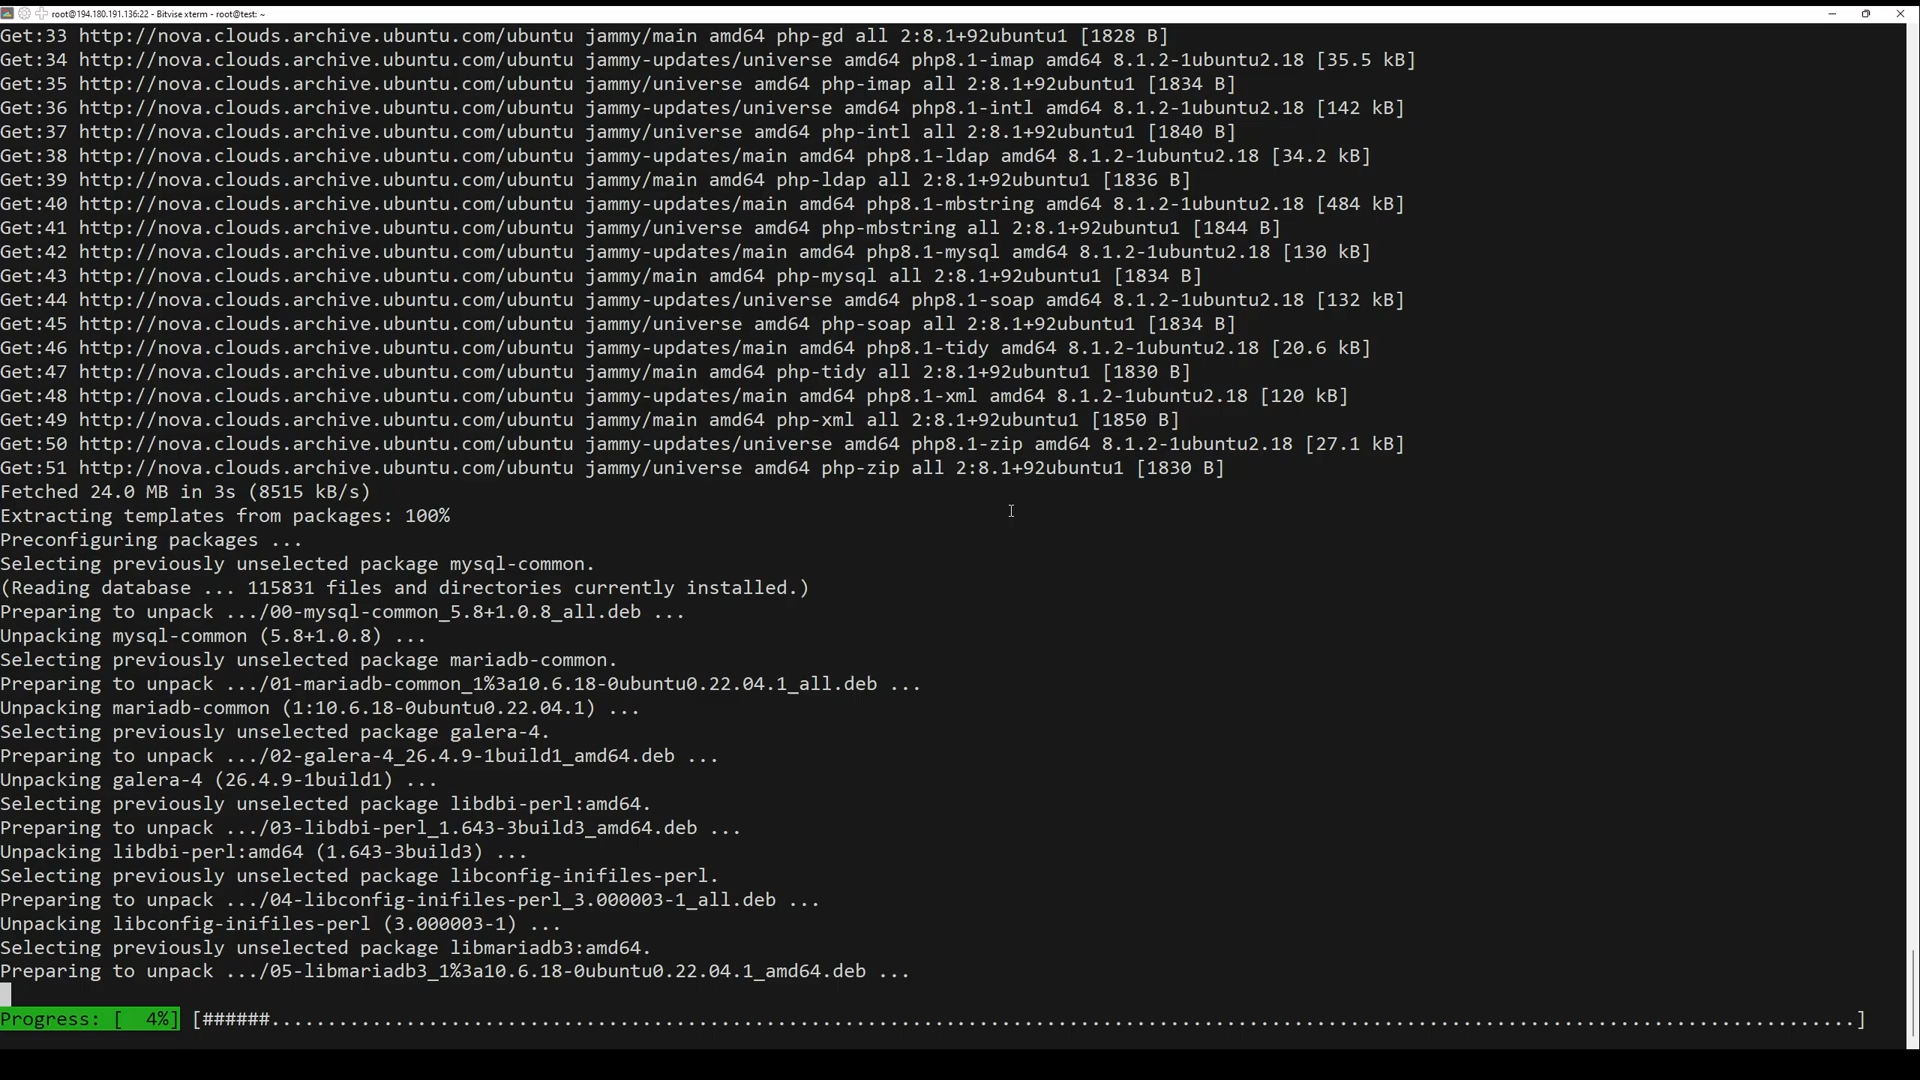 root@194.180.191.136:22 - Bitvise xterm - root@test: ~
Get:33 http://nova.clouds.archive.ubuntu.com/ubuntu jammy/main amd64 php-gd all 2:8.1+92ubuntu1 [1828 B]
Get:34 http://nova.clouds.archive.ubuntu.com/ubuntu jammy-updates/universe amd64 php8.1-imap amd64 8.1.2-1ubuntu2.18 [35.5 kB]
Get:35 http://nova.clouds.archive.ubuntu.com/ubuntu jammy/universe amd64 php-imap all 2:8.1+92ubuntu1 [1834 B]
Get:36 http://nova.clouds.archive.ubuntu.com/ubuntu jammy-updates/universe amd64 php8.1-intl amd64 8.1.2-1ubuntu2.18 [142 kB]
Get:37 http://nova.clouds.archive.ubuntu.com/ubuntu jammy/universe amd64 php-intl all 2:8.1+92ubuntu1 [1840 B]
Get:38 http://nova.clouds.archive.ubuntu.com/ubuntu jammy-updates/main amd64 php8.1-ldap amd64 8.1.2-1ubuntu2.18 [34.2 kB]
Get:39 http://nova.clouds.archive.ubuntu.com/ubuntu jammy/main amd64 php-ldap all 2:8.1+92ubuntu1 [1836 B]
Get:40 http://nova.clouds.archive.ubuntu.com/ubuntu jammy-updates/main amd64 php8.1-mbstring amd64 8.1.2-1ubuntu2.18 [484 kB]
Get:41 http://nova.clouds.archive.ubuntu.com/ubuntu jammy/universe amd64 php-mbstring all 2:8.1+92ubuntu1 [1844 B]
Get:42 http://nova.clouds.archive.ubuntu.com/ubuntu jammy-updates/main amd64 php8.1-mysql amd64 8.1.2-1ubuntu2.18 [130 kB]
Get:43 http://nova.clouds.archive.ubuntu.com/ubuntu jammy/main amd64 php-mysql all 2:8.1+92ubuntu1 [1834 B]
Get:44 http://nova.clouds.archive.ubuntu.com/ubuntu jammy-updates/universe amd64 php8.1-soap amd64 8.1.2-1ubuntu2.18 [132 kB]
Get:45 http://nova.clouds.archive.ubuntu.com/ubuntu jammy/universe amd64 php-soap all 2:8.1+92ubuntu1 [1834 B]
Get:46 http://nova.clouds.archive.ubuntu.com/ubuntu jammy-updates/main amd64 php8.1-tidy amd64 8.1.2-1ubuntu2.18 [20.6 kB]
Get:47 http://nova.clouds.archive.ubuntu.com/ubuntu jammy/main amd64 php-tidy all 2:8.1+92ubuntu1 [1830 B]
Get:48 http://nova.clouds.archive.ubuntu.com/ubuntu jammy-updates/main amd64 php8.1-xml amd64 8.1.2-1ubuntu2.18 [120 kB]
Get:49 http://nova.clouds.archive.ubuntu.com/ubuntu jammy/main amd64 php-xml all 2:8.1+92ubuntu1 [1850 B]
Get:50 http://nova.clouds.archive.ubuntu.com/ubuntu jammy-updates/universe amd64 php8.1-zip amd64 8.1.2-1ubuntu2.18 [27.1 kB]
Get:51 http://nova.clouds.archive.ubuntu.com/ubuntu jammy/universe amd64 php-zip all 2:8.1+92ubuntu1 [1830 B]
Fetched 24.0 MB in 3s (8515 kB/s)
Extracting templates from packages: 100%
Preconfiguring packages ...
Selecting previously unselected package mysql-common.
(Reading database ... 115831 files and directories currently installed.)
Preparing to unpack .../00-mysql-common_5.8+1.0.8_all.deb ...
Unpacking mysql-common (5.8+1.0.8) ...
Selecting previously unselected package mariadb-common.
Preparing to unpack .../01-mariadb-common_1%3a10.6.18-0ubuntu0.22.04.1_all.deb ...
Unpacking mariadb-common (1:10.6.18-0ubuntu0.22.04.1) ...
Selecting previously unselected package galera-4.
Preparing to unpack .../02-galera-4_26.4.9-1build1_amd64.deb ...
Unpacking galera-4 (26.4.9-1build1) ...
Selecting previously unselected package libdbi-perl:amd64.
Preparing to unpack .../03-libdbi-perl_1.643-3build3_amd64.deb ...
Unpacking libdbi-perl:amd64 (1.643-3build3) ...
Selecting previously unselected package libconfig-inifiles-perl.
Preparing to unpack .../04-libconfig-inifiles-perl_3.000003-1_all.deb ...
Unpacking libconfig-inifiles-perl (3.000003-1) ...
Selecting previously unselected package libmariadb3:amd64.
Preparing to unpack .../05-libmariadb3_1%3a10.6.18-0ubuntu0.22.04.1_amd64.deb ...
Progress: [  4%] [######.............................................................................................................................................]